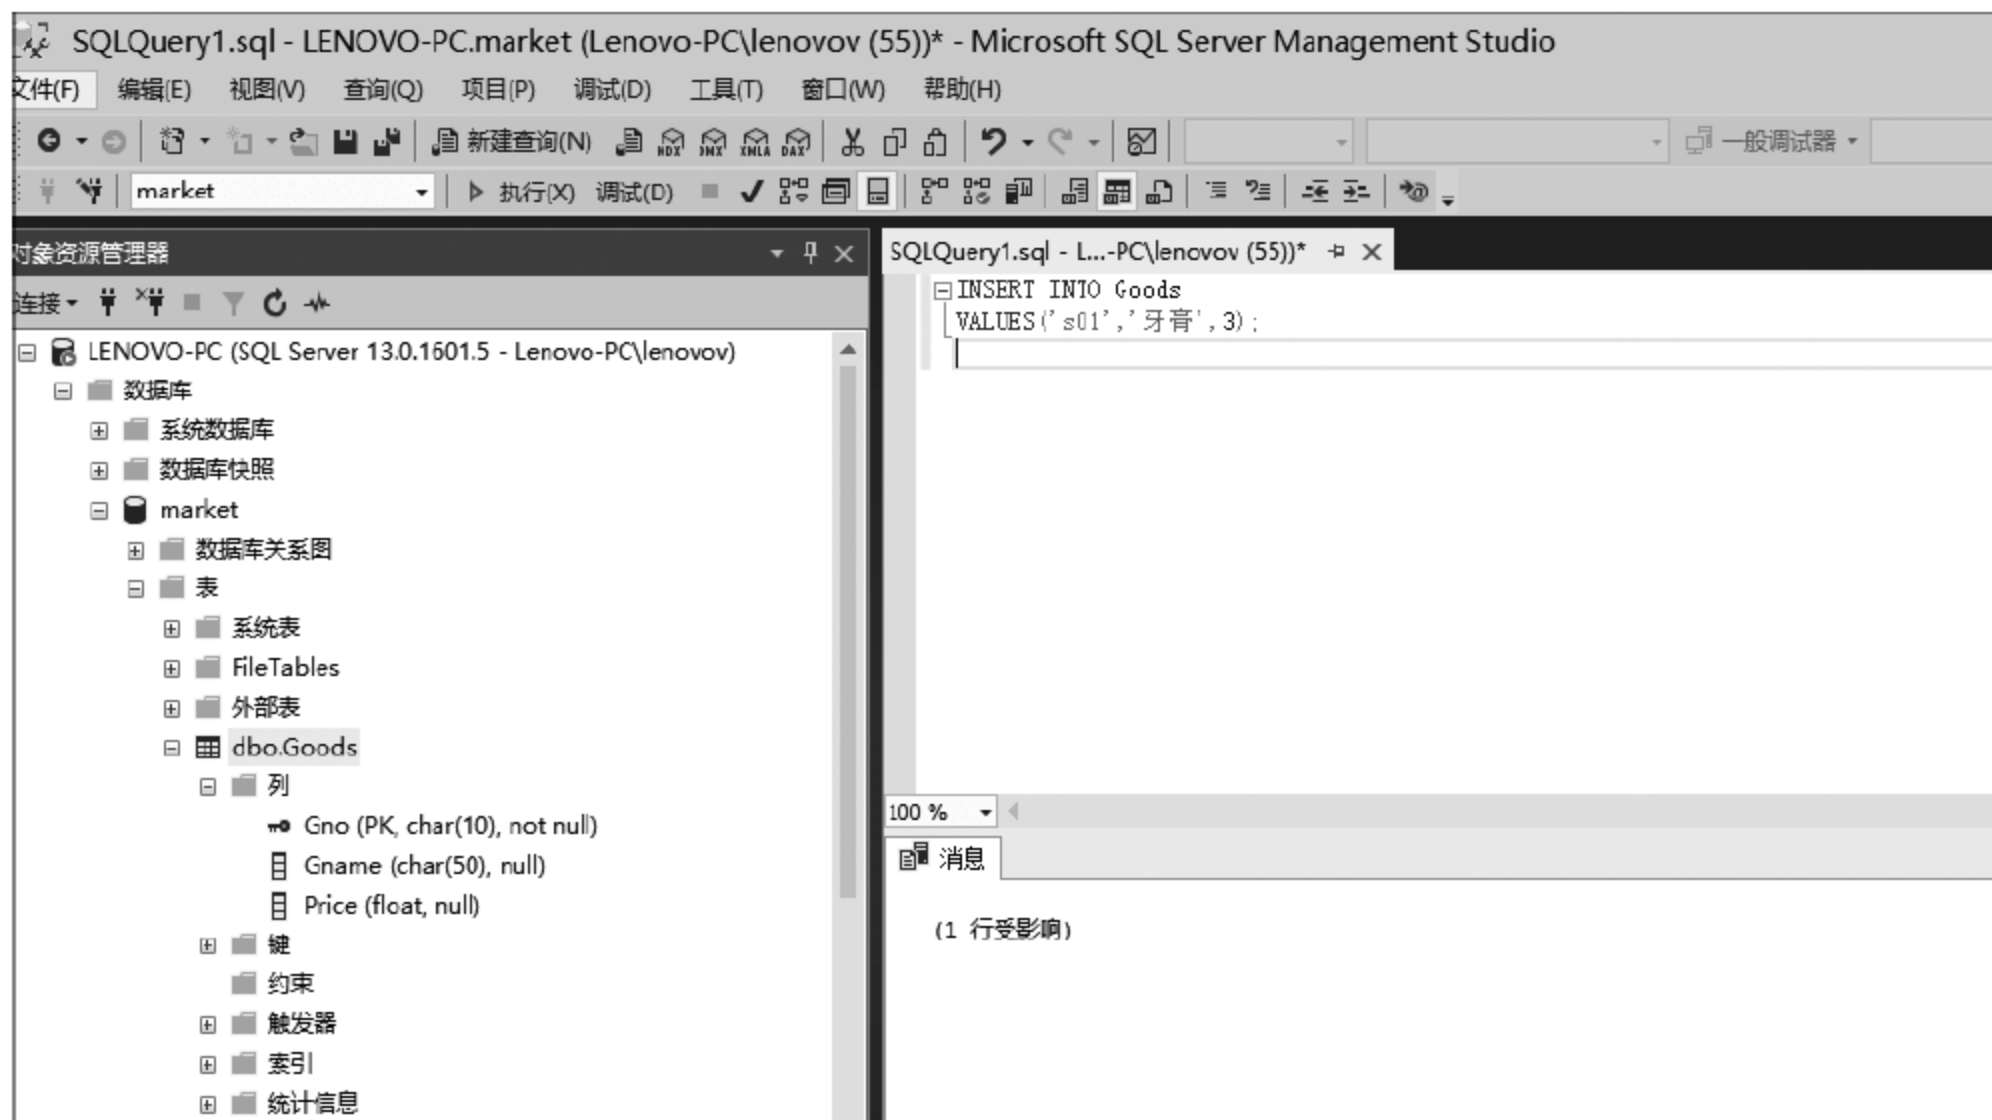 SQLQuery1.sql - LENOVO-PC.market (Lenovo-PC\lenovov (55))* - Microsoft SQL Server Management Studio
文件(F) 编辑(E) 视图(V) 查询(Q) 项目(P) 调试(D) 工具(T) 窗口(W) 帮助(H)
新建查询(N) MDX DMX XMLA DAX 一般调试器
market 执行(X) 调试(D)
对象资源管理器
连接
LENOVO-PC (SQL Server 13.0.1601.5 - Lenovo-PC\lenovov)
数据库
系统数据库
数据库快照
market
数据库关系图
表
系统表
FileTables
外部表
dbo.Goods
列
Gno (PK, char(10), not null)
Gname (char(50), null)
Price (float, null)
键
约束
触发器
索引
统计信息
SQLQuery1.sql - L...-PC\lenovov (55))*
INSERT INTO Goods
VALUES('s01','牙膏',3);
100 %
消息
(1 行受影响)